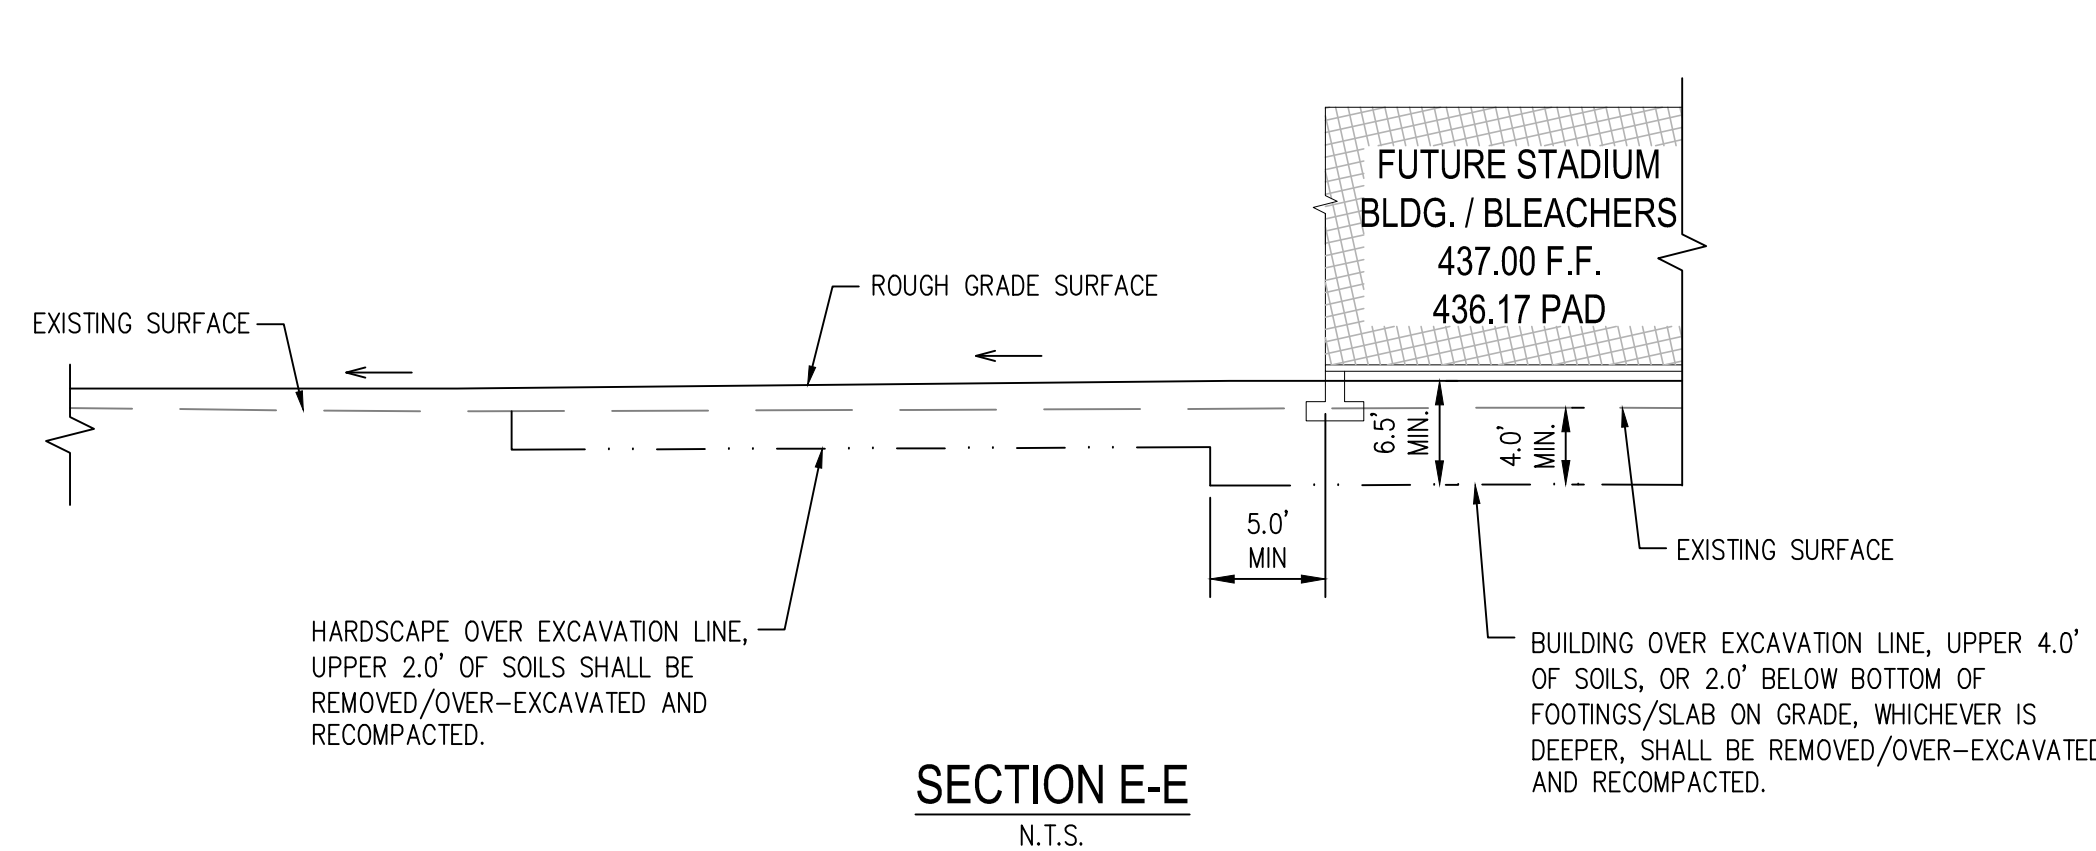 FUTURE STADIUM
BLDG. / BLEACHERS
437.00 F.F.
436.17 PAD
ROUGH GRADE SURFACE
EXISTING SURFACE
6.5'
MIN.
4.0'
MIN.
5.0'
MIN
EXISTING SURFACE
HARDSCAPE OVER EXCAVATION LINE,
UPPER 2.0' OF SOILS SHALL BE
REMOVED/OVER-EXCAVATED AND
RECOMPACTED.
BUILDING OVER EXCAVATION LINE, UPPER 4.0'
OF SOILS, OR 2.0' BELOW BOTTOM OF
FOOTINGS/SLAB ON GRADE, WHICHEVER IS
DEEPER, SHALL BE REMOVED/OVER-EXCAVATED
AND RECOMPACTED.
SECTION E-E
N.T.S.